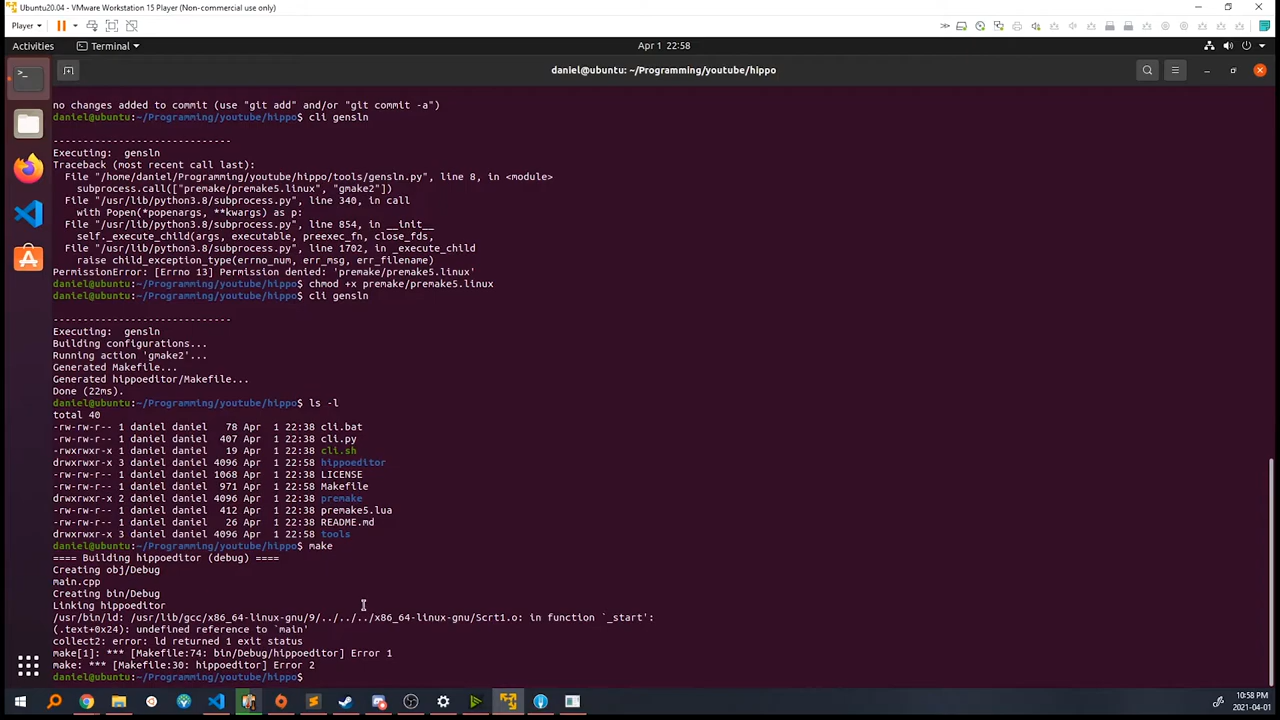 Ubuntu20.04 - VMware Workstation 15 Player (Non-commercial use only)
Player
Activities
Terminal
Apr 1 22:58
daniel@ubuntu: ~/Programming/youtube/hippo
no changes added to commit (use "git add" and/or "git commit -a")
daniel@ubuntu:~/Programming/youtube/hippo$ cli gensln
------------------------------
Executing:  gensln
Traceback (most recent call last):
  File "/home/daniel/Programming/youtube/hippo/tools/gensln.py", line 8, in <module>
    subprocess.call(["premake/premake5.linux", "gmake2"])
  File "/usr/lib/python3.8/subprocess.py", line 340, in call
    with Popen(*popenargs, **kwargs) as p:
  File "/usr/lib/python3.8/subprocess.py", line 854, in __init__
    self._execute_child(args, executable, preexec_fn, close_fds,
  File "/usr/lib/python3.8/subprocess.py", line 1702, in _execute_child
    raise child_exception_type(errno_num, err_msg, err_filename)
PermissionError: [Errno 13] Permission denied: 'premake/premake5.linux'
daniel@ubuntu:~/Programming/youtube/hippo$ chmod +x premake/premake5.linux
daniel@ubuntu:~/Programming/youtube/hippo$ cli gensln
------------------------------
Executing:  gensln
Building configurations...
Running action 'gmake2'...
Generated Makefile...
Generated hippoeditor/Makefile...
Done (22ms).
daniel@ubuntu:~/Programming/youtube/hippo$ ls -l
total 40
-rw-rw-r-- 1 daniel daniel   78 Apr  1 22:38 cli.bat
-rw-rw-r-- 1 daniel daniel  407 Apr  1 22:38 cli.py
-rwxrwxr-x 1 daniel daniel   19 Apr  1 22:38 cli.sh
drwxrwxr-x 3 daniel daniel 4096 Apr  1 22:58 hippoeditor
-rw-rw-r-- 1 daniel daniel 1068 Apr  1 22:38 LICENSE
-rw-rw-r-- 1 daniel daniel  971 Apr  1 22:58 Makefile
drwxrwxr-x 2 daniel daniel 4096 Apr  1 22:38 premake
-rw-rw-r-- 1 daniel daniel  412 Apr  1 22:38 premake5.lua
-rw-rw-r-- 1 daniel daniel   26 Apr  1 22:38 README.md
drwxrwxr-x 3 daniel daniel 4096 Apr  1 22:58 tools
daniel@ubuntu:~/Programming/youtube/hippo$ make
==== Building hippoeditor (debug) ====
Creating obj/Debug
main.cpp
Creating bin/Debug
Linking hippoeditor
/usr/bin/ld: /usr/lib/gcc/x86_64-linux-gnu/9/../../../x86_64-linux-gnu/Scrt1.o: in function `_start':
(.text+0x24): undefined reference to `main'
collect2: error: ld returned 1 exit status
make[1]: *** [Makefile:74: bin/Debug/hippoeditor] Error 1
make: *** [Makefile:30: hippoeditor] Error 2
daniel@ubuntu:~/Programming/youtube/hippo$
10:58 PM
2021-04-01